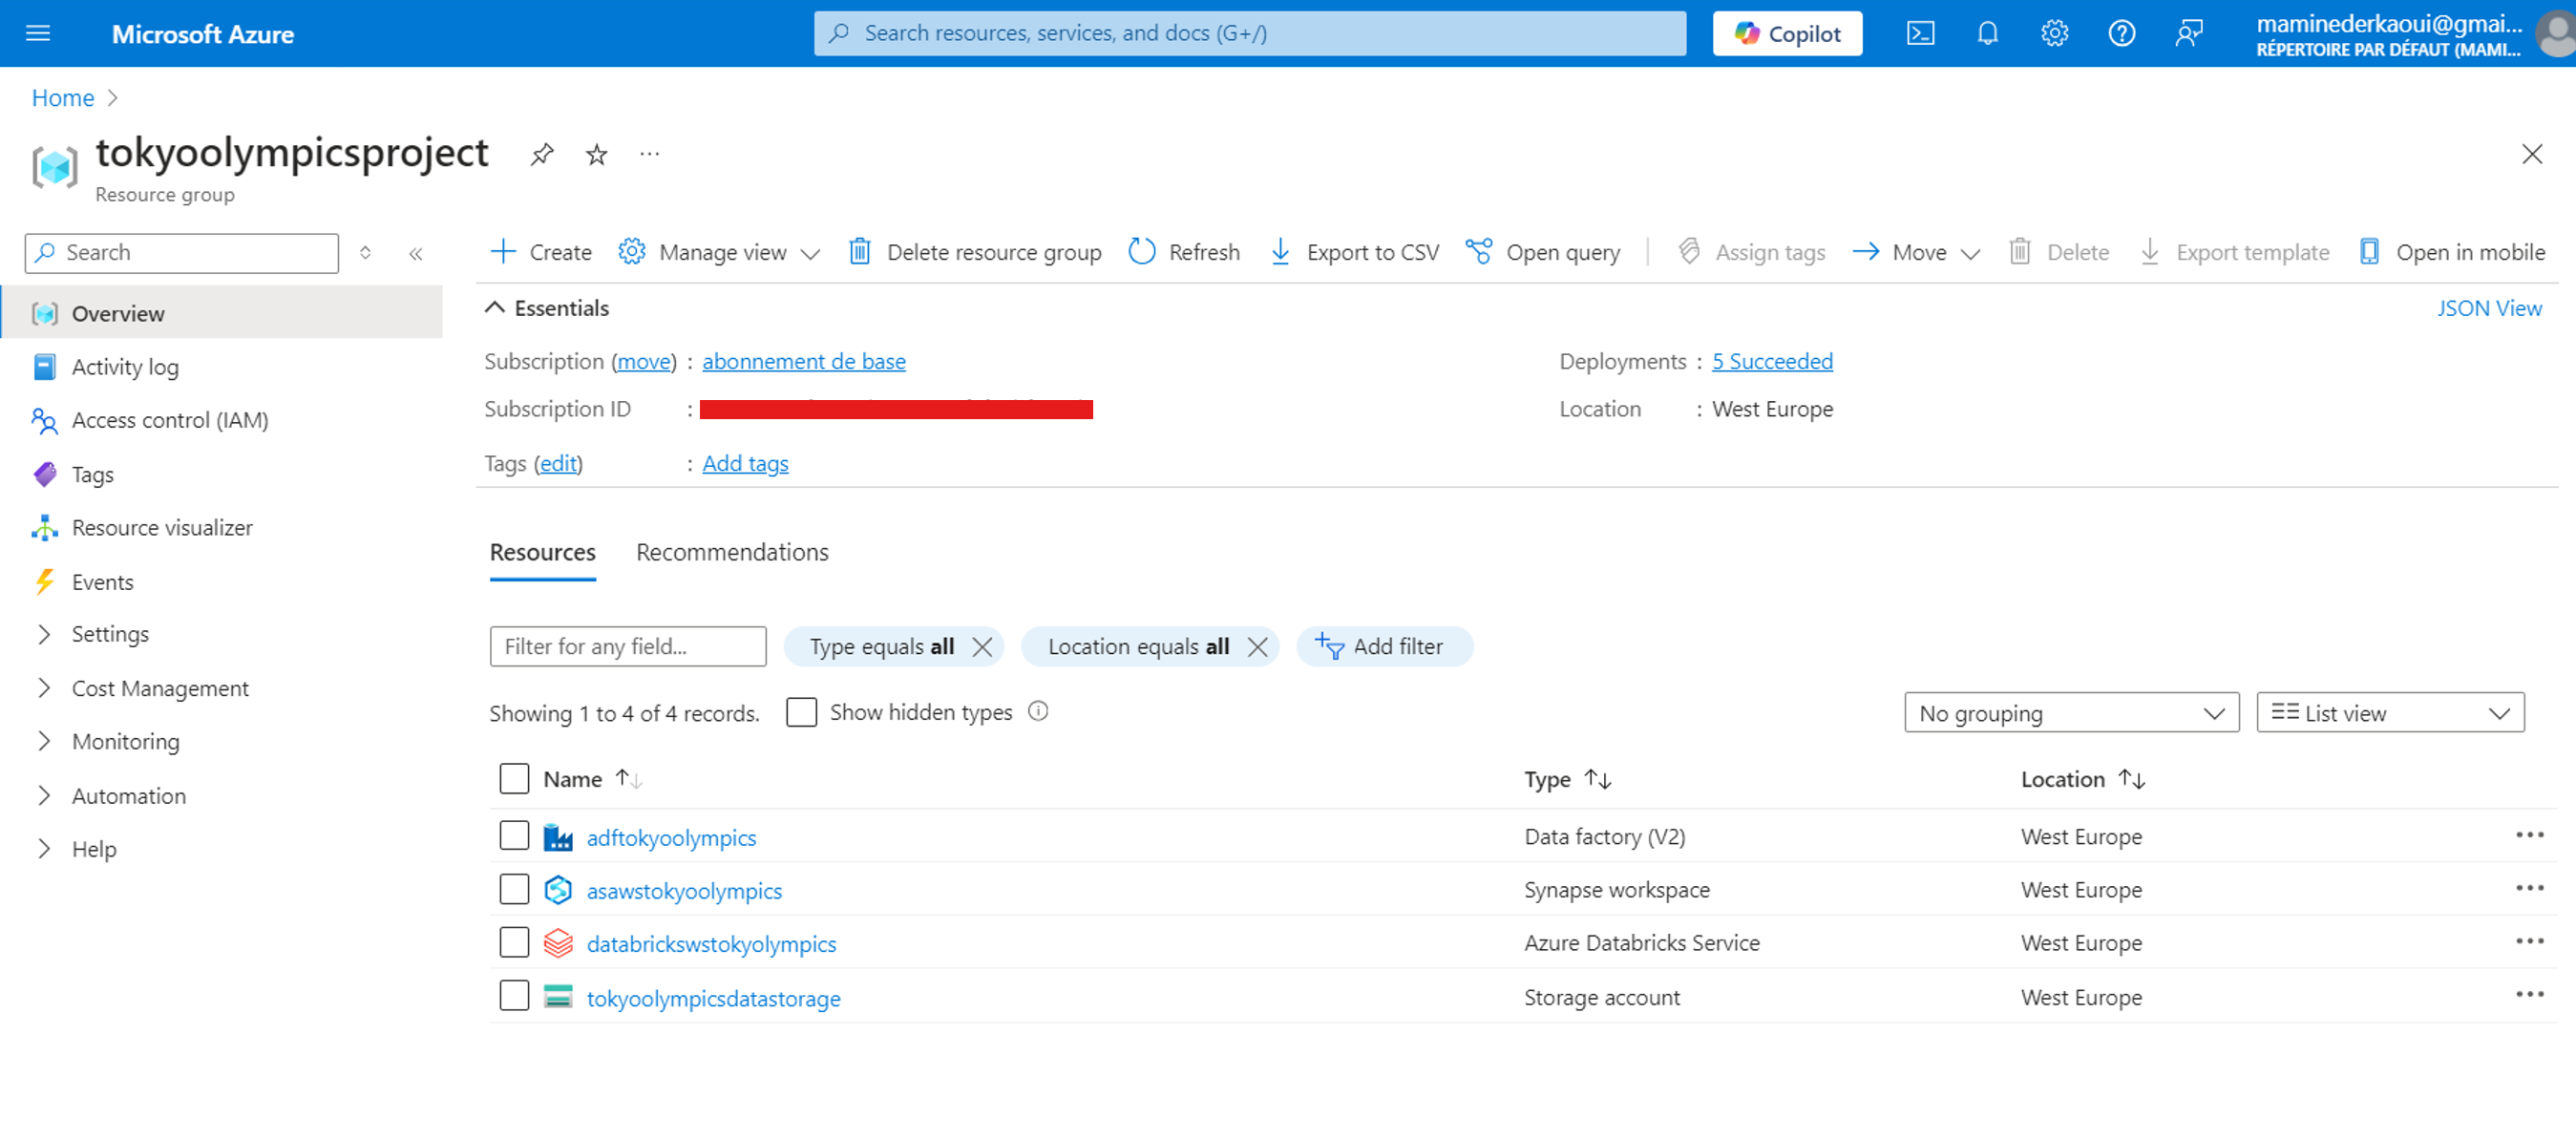 Microsoft Azure
Search resources, services, and docs (G+/)
Copilot
maminederkaoui@gmai...
RÉPERTOIRE PAR DÉFAUT (MAMI...
Home
tokyoolympicsproject
Resource group
Search
Create
Manage view
Delete resource group
Refresh
Export to CSV
Open query
Assign tags
Move
Delete
Export template
Open in mobile
Overview
Activity log
Access control (IAM)
Tags
Resource visualizer
Events
Settings
Cost Management
Monitoring
Automation
Help
Essentials
JSON View
Subscription (move) : abonnement de base
Deployments : 5 Succeeded
Subscription ID :
Location : West Europe
Tags (edit) : Add tags
Resources
Recommendations
Filter for any field...
Type equals all
Location equals all
Add filter
Showing 1 to 4 of 4 records.
Show hidden types
No grouping
List view
Name
Type
Location
adftokyoolympics
Data factory (V2)
West Europe
asawstokyoolympics
Synapse workspace
West Europe
databrickswstokyolympics
Azure Databricks Service
West Europe
tokyoolympicsdatastorage
Storage account
West Europe